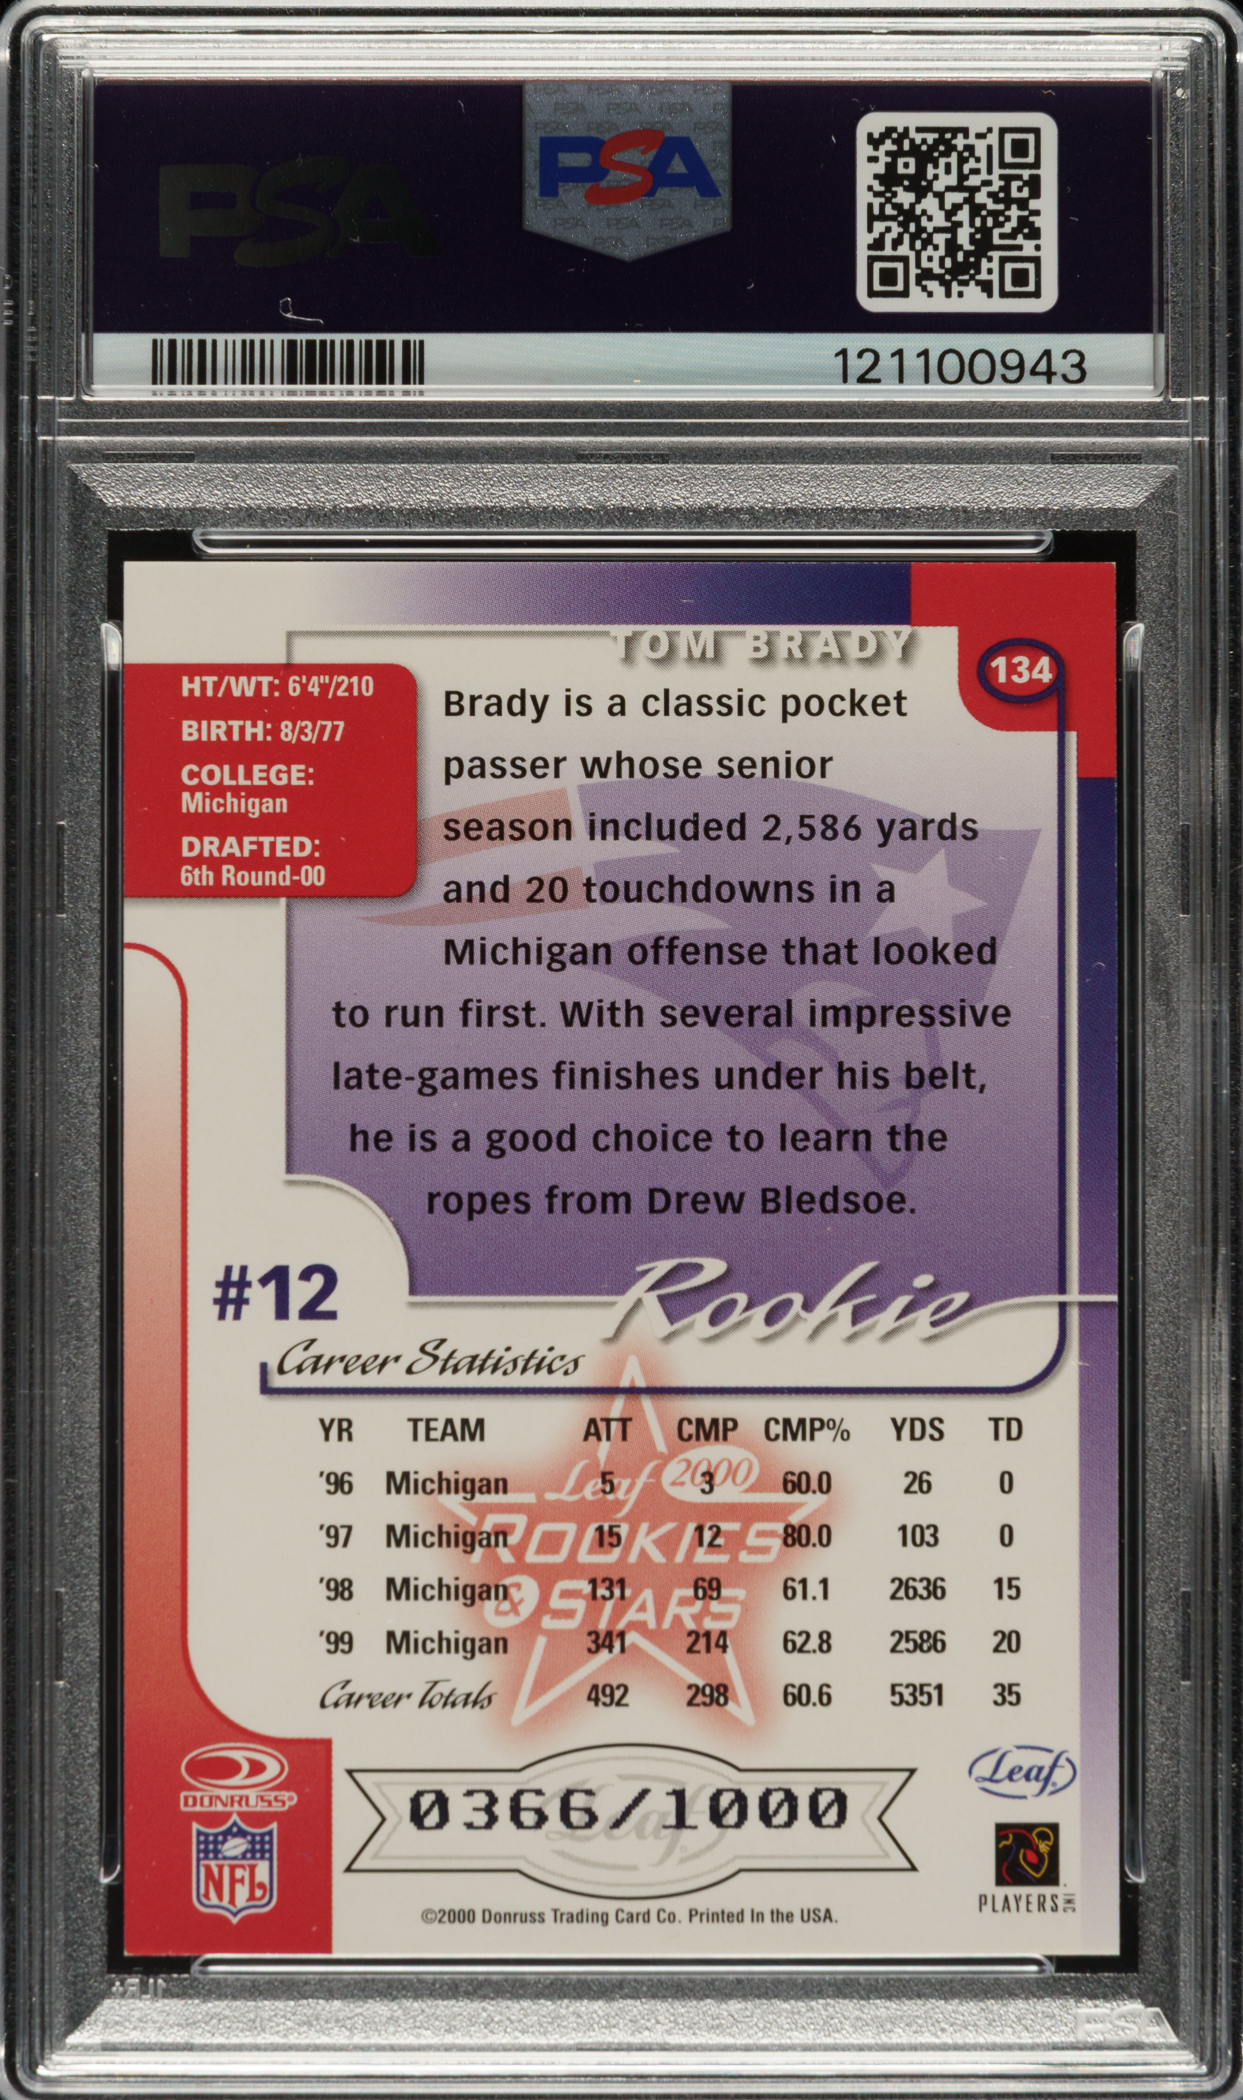 PSA
PSA
121100943
TOM BRADY
134
HT/WT: 6'4"/210
BIRTH: 8/3/77
COLLEGE:
Michigan
DRAFTED:
6th Round-00
Brady is a classic pocket
passer whose senior
season included 2,586 yards
and 20 touchdowns in a
Michigan offense that looked
to run first. With several impressive
late-games finishes under his belt,
he is a good choice to learn the
ropes from Drew Bledsoe.
#12
Rookie
Career Statistics
YR TEAM ATT CMP CMP% YDS TD
'96 Michigan 5 3 60.0 26 0
'97 Michigan 15 12 80.0 103 0
'98 Michigan 131 69 61.1 2636 15
'99 Michigan 341 214 62.8 2586 20
Career Totals 492 298 60.6 5351 35
Leaf 2000
ROOKIES
& STARS
DONRUSS
NFL
0366/1000
Leaf
Leaf
PLAYERS INC
©2000 Donruss Trading Card Co. Printed In the USA.
PSA